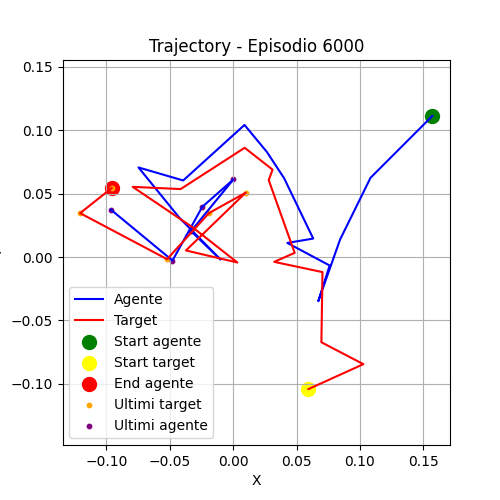 Trajectory - Episodio 6000
0.15
0.10
0.05
0.00
−0.05
−0.10
−0.10
−0.05
0.00
0.05
0.10
0.15
X
Agente
Target
Start agente
Start target
End agente
Ultimi target
Ultimi agente